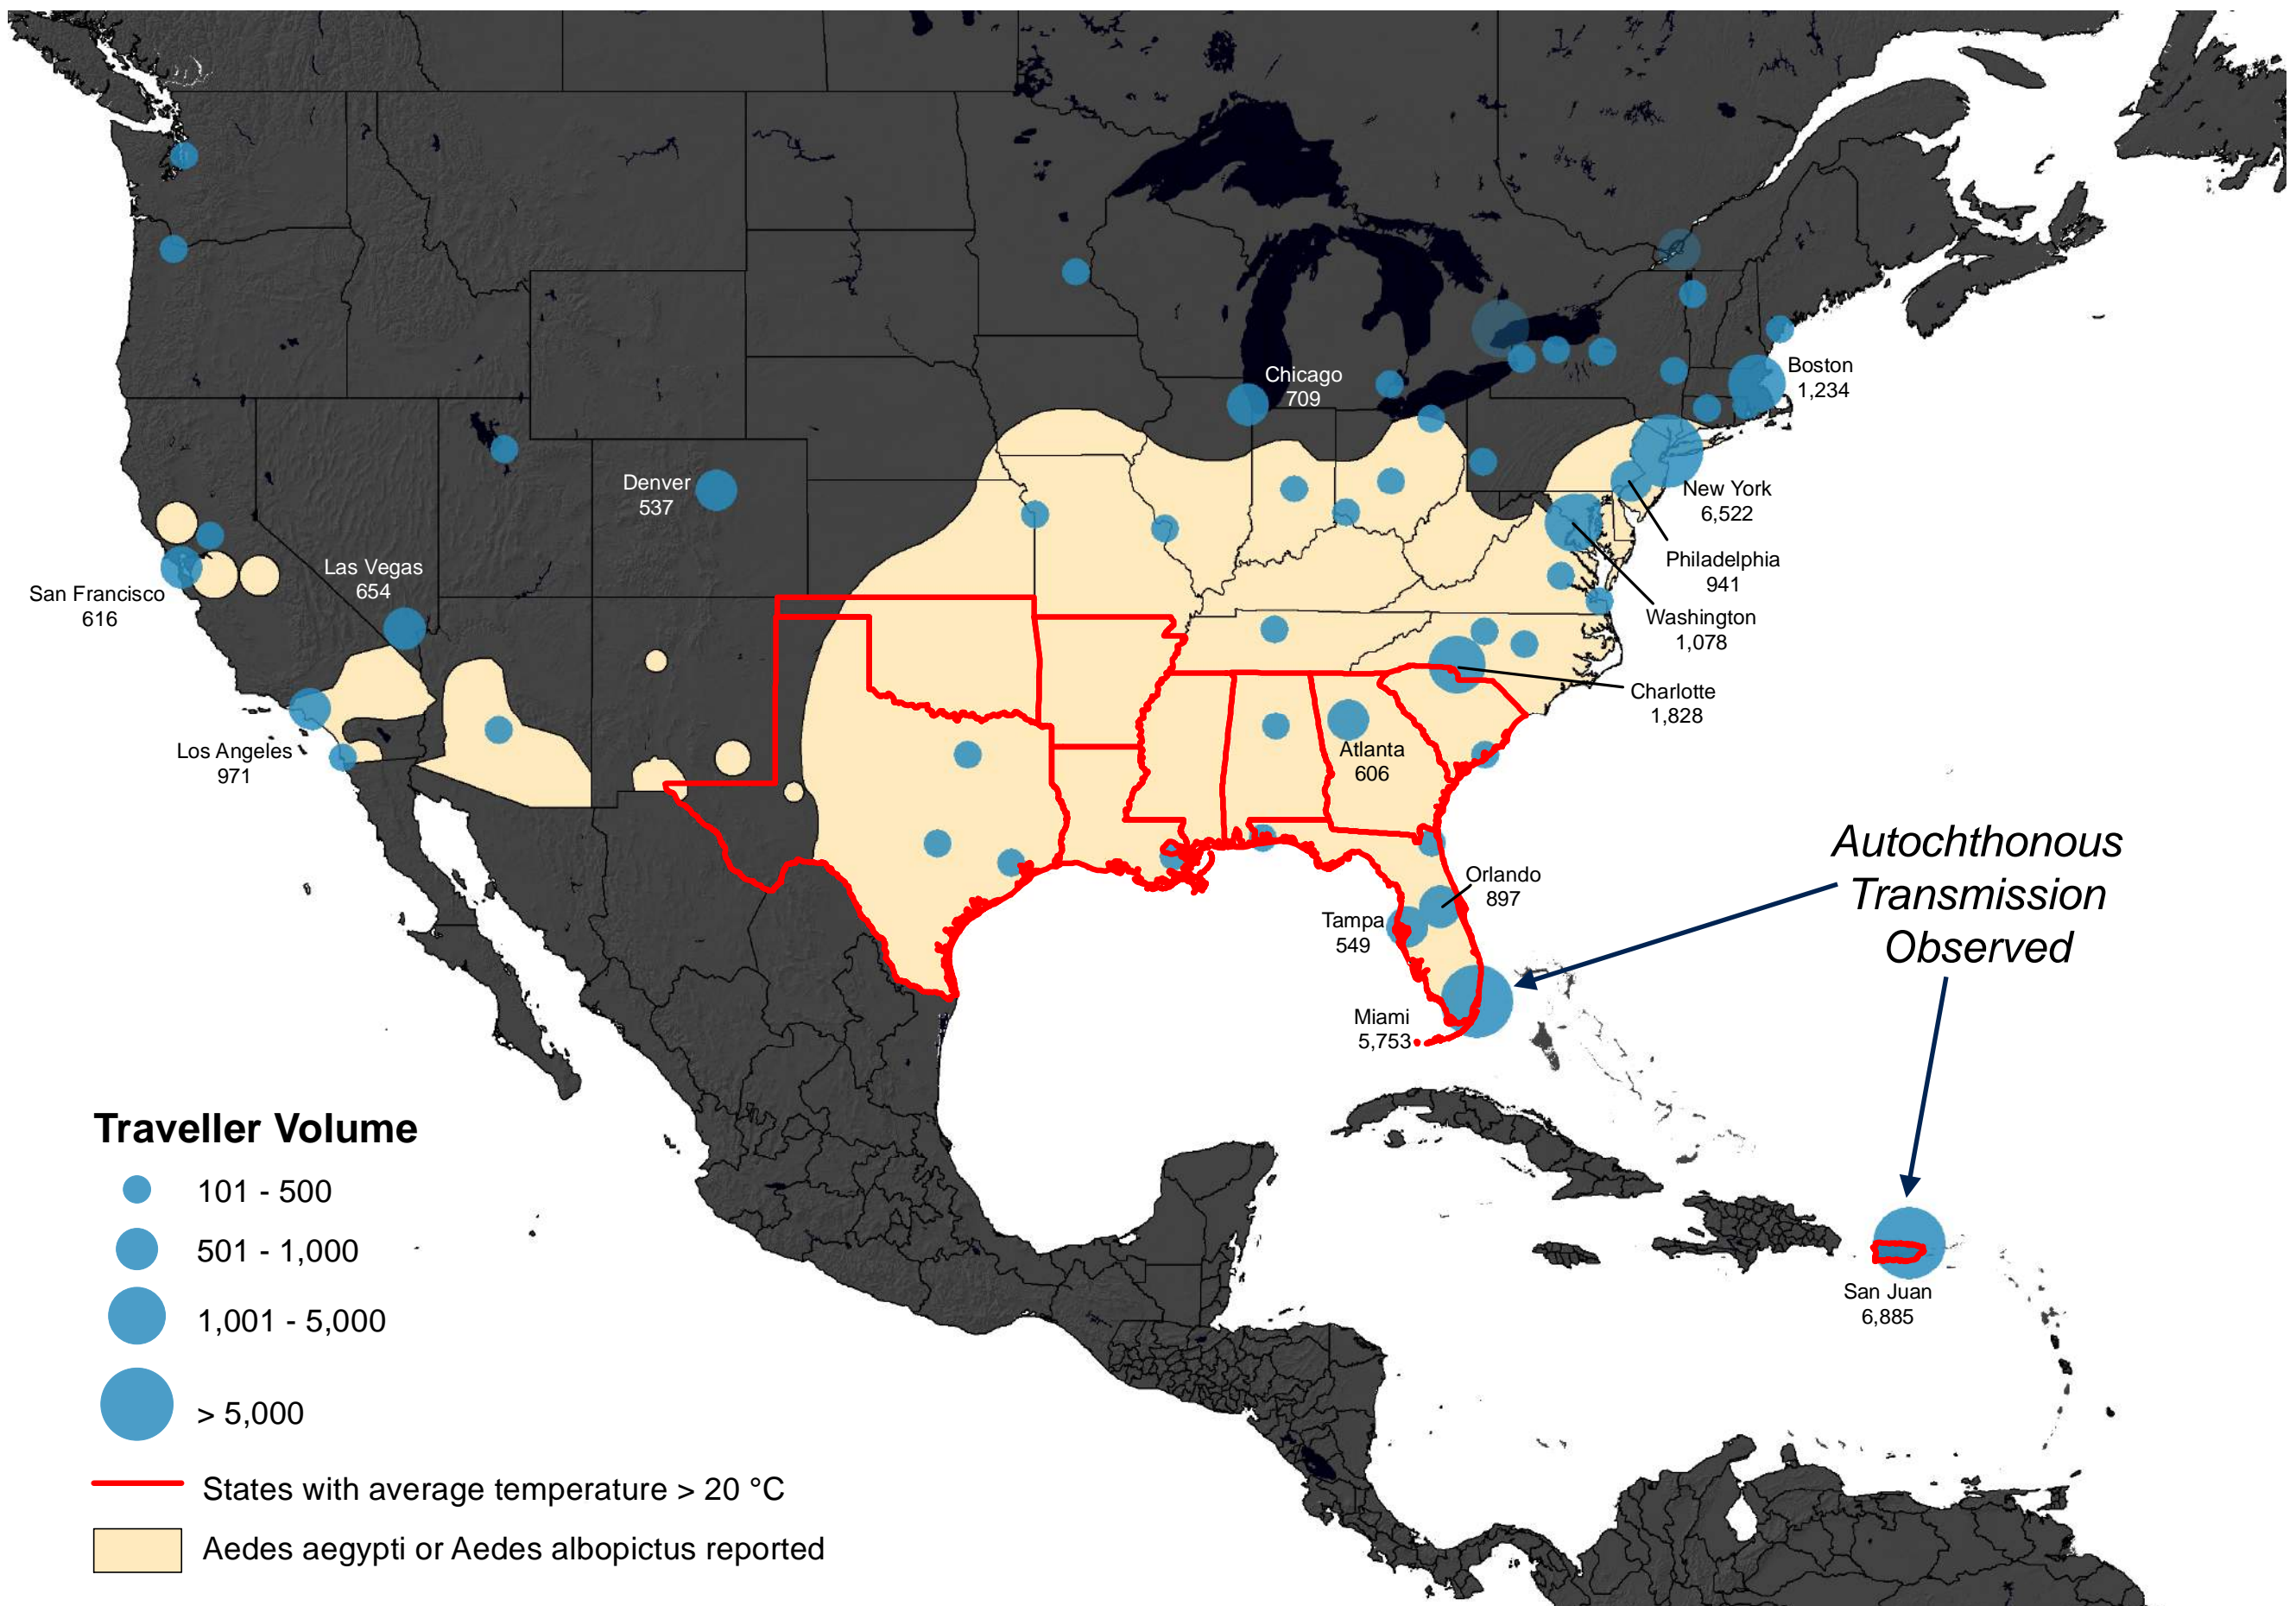 Chicago
709
Boston
1,234
Denver
537
New York
6,522
Philadelphia
941
Washington
1,078
Las Vegas
654
San Francisco
616
Charlotte
1,828
Los Angeles
971
Atlanta
606
Orlando
897
Tampa
549
Miami
5,753
Autochthonous
Transmission
Observed
San Juan
6,885
Traveller Volume
101 - 500
501 - 1,000
1,001 - 5,000
> 5,000
States with average temperature > 20 °C
Aedes aegypti or Aedes albopictus reported